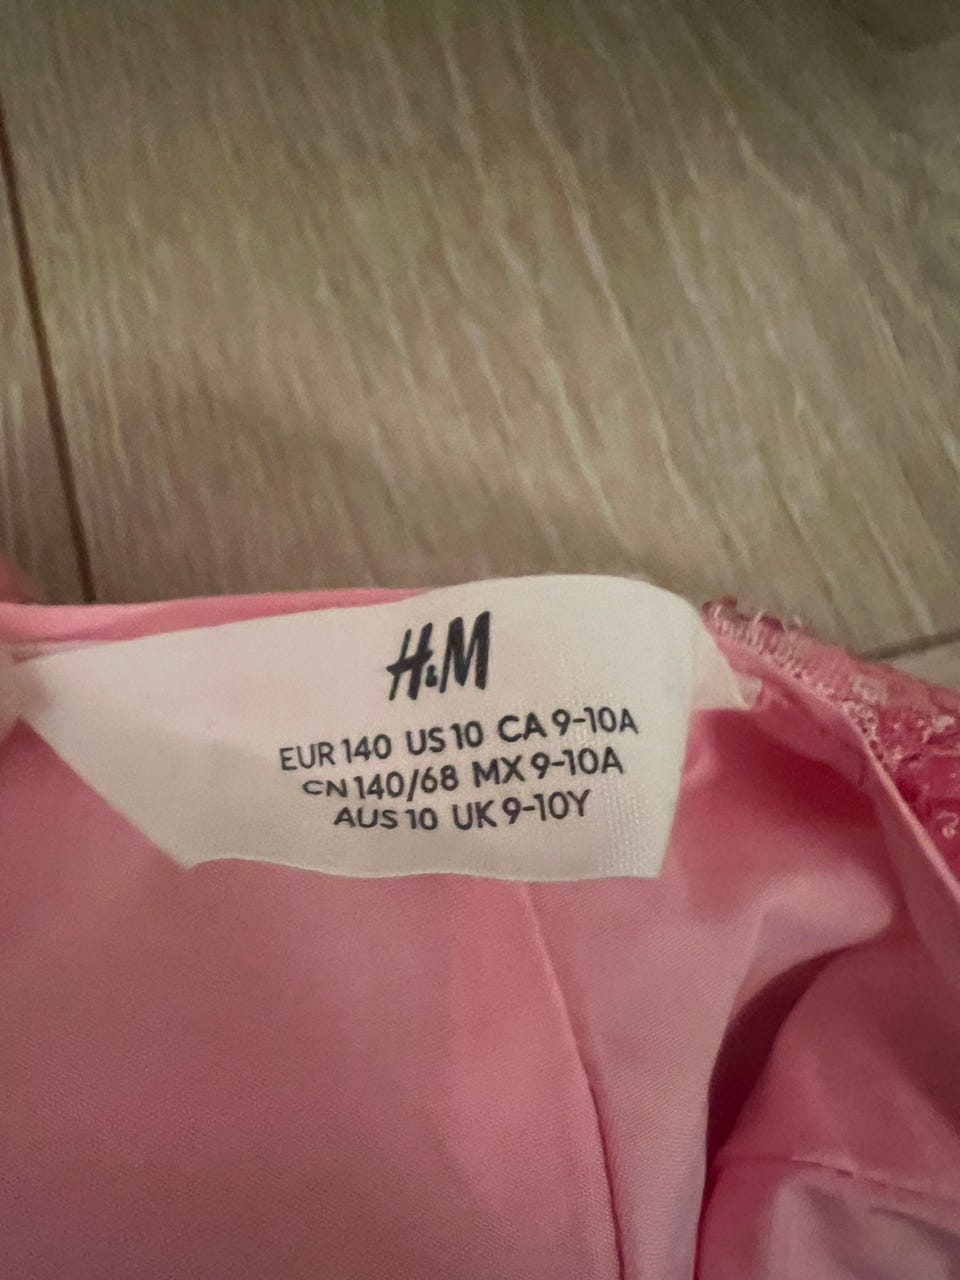 H&M
EUR 140 US 10 CA 9-10A
CN 140/68 MX 9-10A
AUS 10 UK 9-10Y